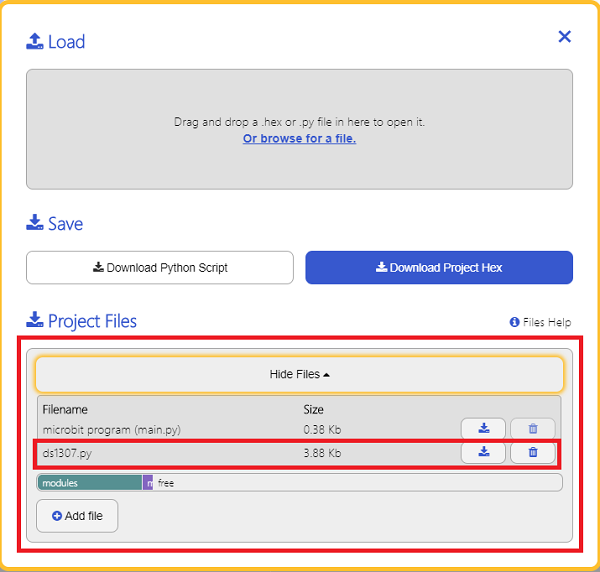 Load
Drag and drop a .hex or .py file in here to open it.
Or browse for a file.
Save
Download Python Script
Download Project Hex
Project Files
Files Help
Hide Files
Filename Size
microbit program (main.py) 0.38 Kb
ds1307.py 3.88 Kb
modules m free
Add file